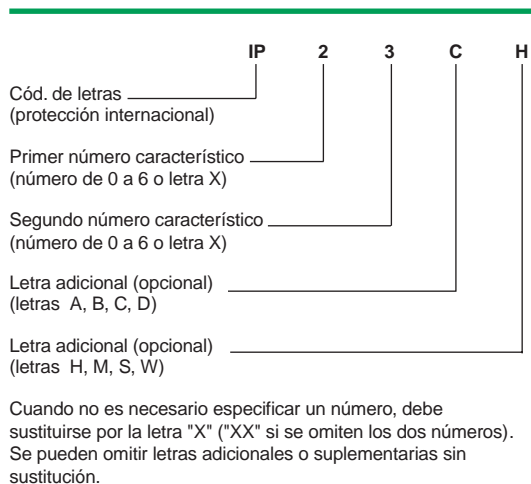 IP 2 3 C H
Cód. de letras
(protección internacional)
Primer número característico
(número de 0 a 6 o letra X)
Segundo número característico
(número de 0 a 6 o letra X)
Letra adicional (opcional)
(letras A, B, C, D)
Letra adicional (opcional)
(letras H, M, S, W)
Cuando no es necesario especificar un número, debe
sustituirse por la letra "X" ("XX" si se omiten los dos números).
Se pueden omitir letras adicionales o suplementarias sin
sustitución.